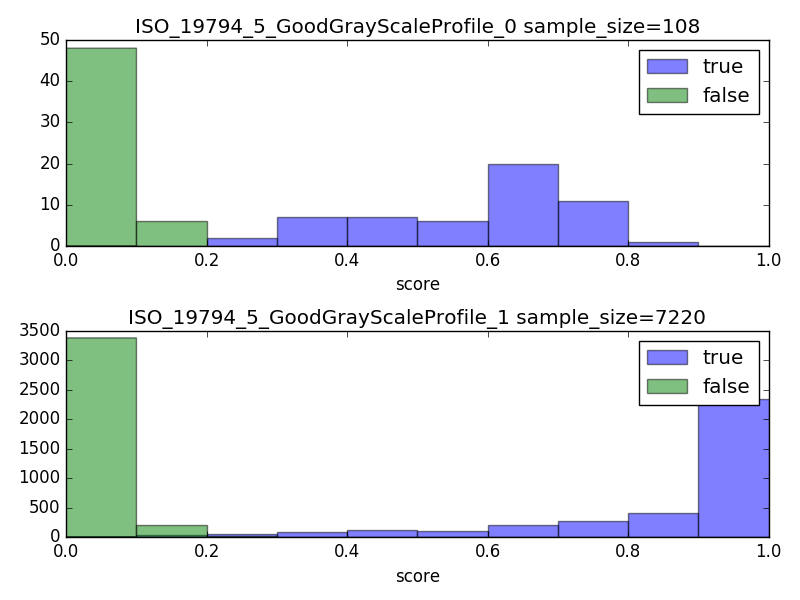 ISO_19794_5_GoodGrayScaleProfile_0 sample_size=108
50
40
30
20
10
0
true
false
0.0 0.2 0.4 0.6 0.8 1.0
score
ISO_19794_5_GoodGrayScaleProfile_1 sample_size=7220
3500
3000
2500
2000
1500
1000
500
0
true
false
0.0 0.2 0.4 0.6 0.8 1.0
score